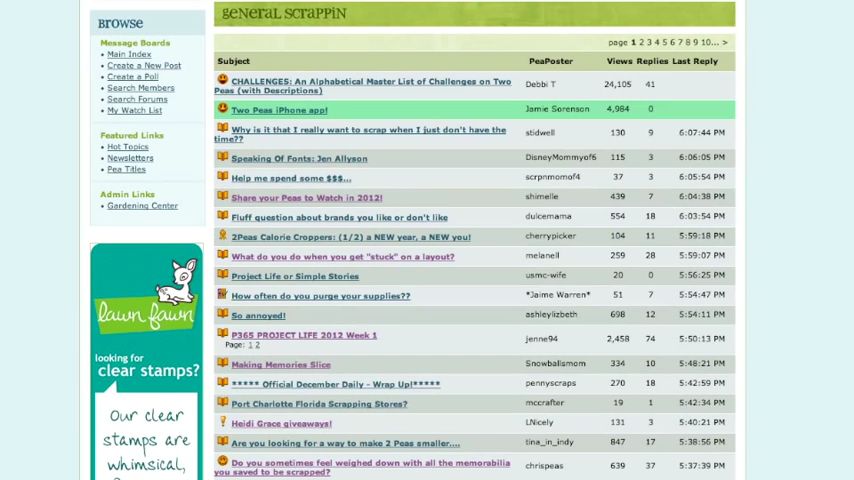 general scrappin
BROWSE
Message Boards
• Main Index
• Create a New Post
• Create a Poll
• Search Members
• Search Forums
• My Watch List
Featured Links
• Hot Topics
• Newsletters
• Pea Titles
Admin Links
• Gardening Center
lawn fawn
looking for
clear stamps?
Our clear
stamps are
whimsical,
page 1 2 3 4 5 6 7 8 9 10... >
Subject PeaPoster Views Replies Last Reply
CHALLENGES: An Alphabetical Master List of Challenges on Two
Peas (with Descriptions) Debbi T 24,105 41
Two Peas iPhone app! Jamie Sorenson 4,984 0
Why is it that I really want to scrap when I just don't have the
time?? stidwell 130 9 6:07:44 PM
Speaking Of Fonts: Jen Allyson DisneyMommyof6 115 3 6:06:05 PM
Help me spend some $$$... scrpnmomof4 37 3 6:05:54 PM
Share your Peas to Watch in 2012! shimelle 439 7 6:04:38 PM
Fluff question about brands you like or don't like dulcemama 554 18 6:03:54 PM
2Peas Calorie Croppers: (1/2) a NEW year, a NEW you! cherrypicker 104 11 5:59:18 PM
What do you do when you get "stuck" on a layout? melanell 259 28 5:59:07 PM
Project Life or Simple Stories usmc-wife 20 0 5:56:25 PM
How often do you purge your supplies?? *Jaime Warren* 51 7 5:54:47 PM
So annoyed! ashleylizbeth 698 12 5:54:11 PM
P365 PROJECT LIFE 2012 Week 1
Page: 1 2 jenne94 2,458 74 5:50:13 PM
Making Memories Slice Snowballsmom 334 10 5:48:21 PM
***** Official December Daily - Wrap Up!***** pennyscraps 270 18 5:42:59 PM
Port Charlotte Florida Scrapping Stores? mccrafter 19 1 5:42:34 PM
Heidi Grace giveaways! LNicely 131 3 5:40:21 PM
Are you looking for a way to make 2 Peas smaller.... tina_in_indy 847 17 5:38:56 PM
Do you sometimes feel weighed down with all the memorabilia
you saved to be scrapped? chrispeas 639 37 5:37:39 PM